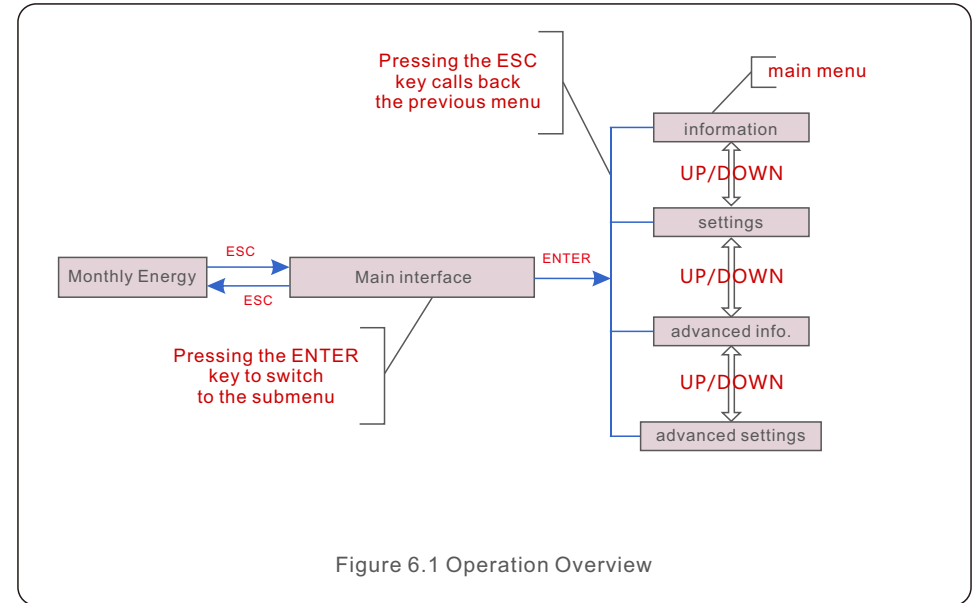 Pressing the ESC
key calls back
the previous menu
main menu
information
UP/DOWN
settings
ESC
ENTER
Monthly Energy
Main interface
UP/DOWN
ESC
advanced info.
Pressing the ENTER
key to switch
to the submenu
UP/DOWN
advanced settings
Figure 6.1 Operation Overview